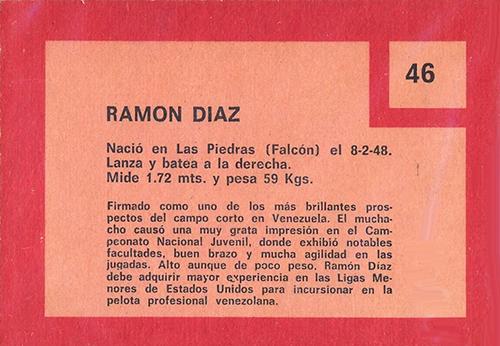 46
RAMON DIAZ
Nació en Las Piedras (Falcón) el 8-2-48.
Lanza y batea a la derecha.
Mide 1.72 mts. y pesa 59 Kgs.
Firmado como uno de los más brillantes pros-
pectos del campo corto en Venezuela. El mucha-
cho causó una muy grata impresión en el Cam-
peonato Nacional Juvenil, donde exhibió notables
facultades, buen brazo y mucha agilidad en las
jugadas. Alto aunque de poco peso, Ramón Díaz
debe adquirir mayor experiencia en las Ligas Me-
nores de Estados Unidos para incursionar en la
pelota profesional venezolana.